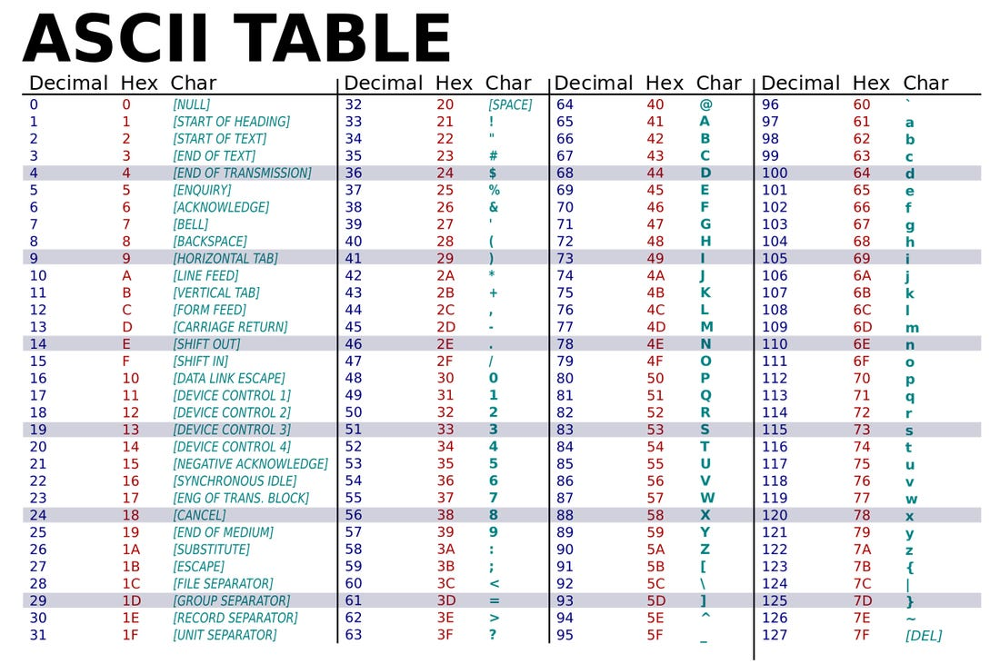 ASCII TABLE
Decimal Hex Char Decimal Hex Char Decimal Hex Char Decimal Hex Char
0 0 [NULL] 32 20 [SPACE] 64 40 @ 96 60 `
1 1 [START OF HEADING] 33 21 ! 65 41 A 97 61 a
2 2 [START OF TEXT] 34 22 " 66 42 B 98 62 b
3 3 [END OF TEXT] 35 23 # 67 43 C 99 63 c
4 4 [END OF TRANSMISSION] 36 24 $ 68 44 D 100 64 d
5 5 [ENQUIRY] 37 25 % 69 45 E 101 65 e
6 6 [ACKNOWLEDGE] 38 26 & 70 46 F 102 66 f
7 7 [BELL] 39 27 ' 71 47 G 103 67 g
8 8 [BACKSPACE] 40 28 ( 72 48 H 104 68 h
9 9 [HORIZONTAL TAB] 41 29 ) 73 49 I 105 69 i
10 A [LINE FEED] 42 2A * 74 4A J 106 6A j
11 B [VERTICAL TAB] 43 2B + 75 4B K 107 6B k
12 C [FORM FEED] 44 2C , 76 4C L 108 6C l
13 D [CARRIAGE RETURN] 45 2D - 77 4D M 109 6D m
14 E [SHIFT OUT] 46 2E . 78 4E N 110 6E n
15 F [SHIFT IN] 47 2F / 79 4F O 111 6F o
16 10 [DATA LINK ESCAPE] 48 30 0 80 50 P 112 70 p
17 11 [DEVICE CONTROL 1] 49 31 1 81 51 Q 113 71 q
18 12 [DEVICE CONTROL 2] 50 32 2 82 52 R 114 72 r
19 13 [DEVICE CONTROL 3] 51 33 3 83 53 S 115 73 s
20 14 [DEVICE CONTROL 4] 52 34 4 84 54 T 116 74 t
21 15 [NEGATIVE ACKNOWLEDGE] 53 35 5 85 55 U 117 75 u
22 16 [SYNCHRONOUS IDLE] 54 36 6 86 56 V 118 76 v
23 17 [ENG OF TRANS. BLOCK] 55 37 7 87 57 W 119 77 w
24 18 [CANCEL] 56 38 8 88 58 X 120 78 x
25 19 [END OF MEDIUM] 57 39 9 89 59 Y 121 79 y
26 1A [SUBSTITUTE] 58 3A : 90 5A Z 122 7A z
27 1B [ESCAPE] 59 3B ; 91 5B [ 123 7B {
28 1C [FILE SEPARATOR] 60 3C < 92 5C \ 124 7C |
29 1D [GROUP SEPARATOR] 61 3D = 93 5D ] 125 7D }
30 1E [RECORD SEPARATOR] 62 3E > 94 5E ^ 126 7E ~
31 1F [UNIT SEPARATOR] 63 3F ? 95 5F _ 127 7F [DEL]